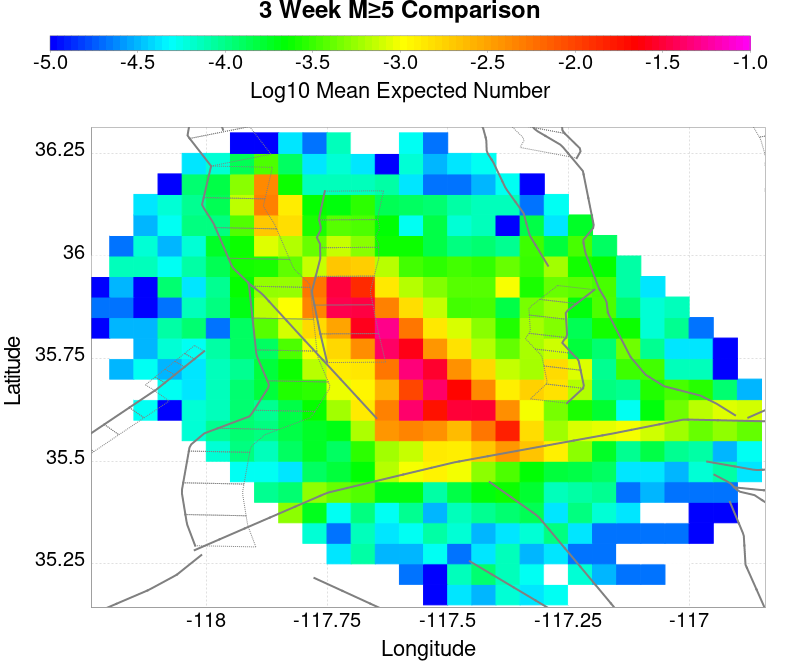 3 Week M≥5 Comparison
-5.0 -4.5 -4.0 -3.5 -3.0 -2.5 -2.0 -1.5 -1.0
Log10 Mean Expected Number
36.25
36
35.75
35.5
35.25
Latitude
-118 -117.75 -117.5 -117.25 -117
Longitude